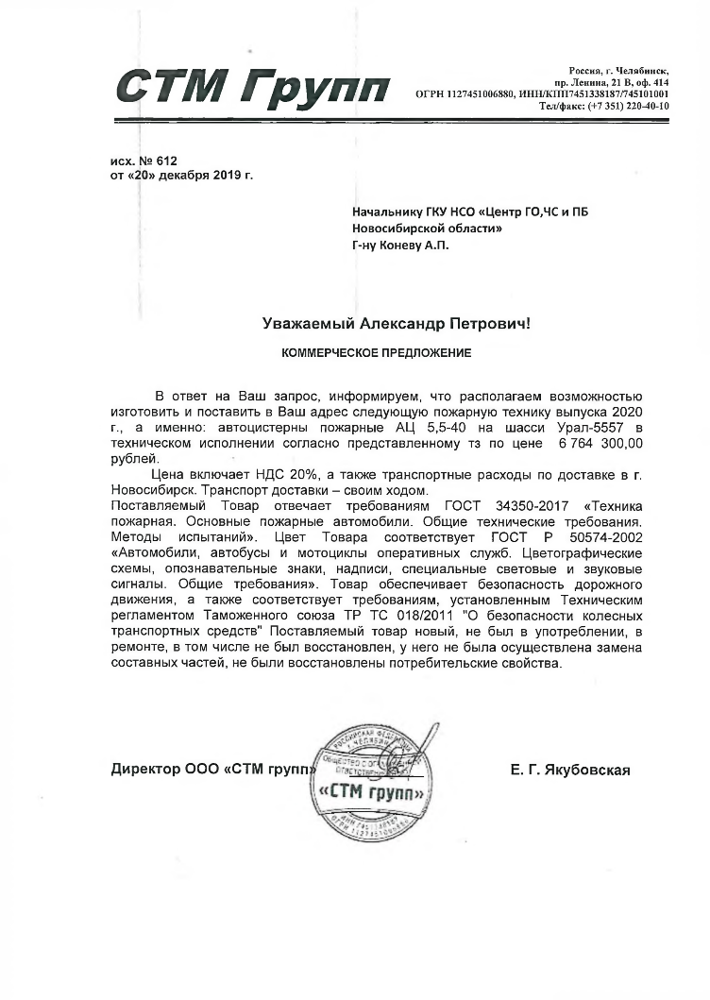 СТМ Групп
Россия, г. Челябинск,
пр. Ленина, 21 В, оф. 414
ОГРН 1127451006880, ИНН/КПП7451338187/745101001
Тел/факс: (+7 351) 220-40-10
исх. № 612
от «20» декабря 2019 г.
Начальнику ГКУ НСО «Центр ГО,ЧС и ПБ
Новосибирской области»
Г-ну Коневу А.П.
Уважаемый Александр Петрович!
КОММЕРЧЕСКОЕ ПРЕДЛОЖЕНИЕ
В ответ на Ваш запрос, информируем, что располагаем возможностью
изготовить и поставить в Ваш адрес следующую пожарную технику выпуска 2020
г., а именно: автоцистерны пожарные АЦ 5,5-40 на шасси Урал-5557 в
техническом исполнении согласно представленному тз по цене 6 764 300,00
рублей.
Цена включает НДС 20%, а также транспортные расходы по доставке в г.
Новосибирск. Транспорт доставки – своим ходом.
Поставляемый Товар отвечает требованиям ГОСТ 34350-2017 «Техника
пожарная. Основные пожарные автомобили. Общие технические требования.
Методы испытаний». Цвет Товара соответствует ГОСТ Р 50574-2002
«Автомобили, автобусы и мотоциклы оперативных служб. Цветографические
схемы, опознавательные знаки, надписи, специальные световые и звуковые
сигналы. Общие требования». Товар обеспечивает безопасность дорожного
движения, а также соответствует требованиям, установленным Техническим
регламентом Таможенного союза ТР ТС 018/2011 "О безопасности колесных
транспортных средств" Поставляемый товар новый, не был в употреблении, в
ремонте, в том числе не был восстановлен, у него не была осуществлена замена
составных частей, не были восстановлены потребительские свойства.
Директор ООО «СТМ групп»
Е. Г. Якубовская
РОССИЙСКАЯ ФЕДЕРАЦИЯ
«СТМ групп»
ОГРН 1127451006880